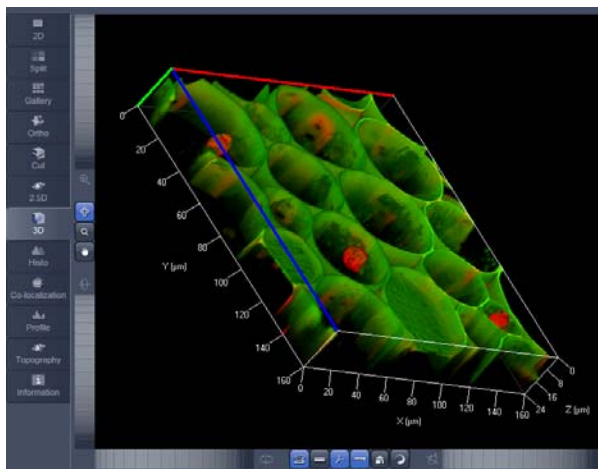 2D
Split
Gallery
Ortho
Cut
2.5D
3D
Histo
Co-localization
Profile
Topography
Information
0
20
40
60
80
100
120
140
160
Y [µm]
0
20
40
60
80
100
120
140
160
X [µm]
0
8
16
24
Z [µm]